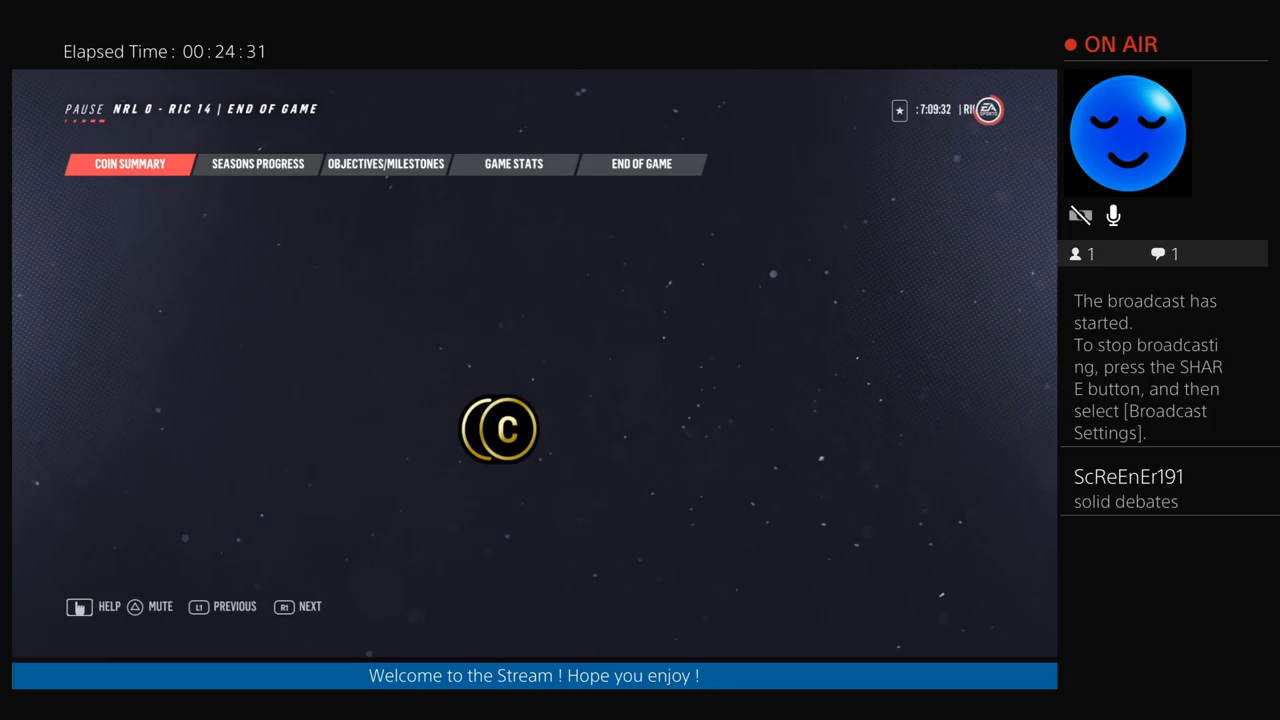 Elapsed Time : 00 : 24 : 31
ON AIR
PAUSE NRL 0 - RIC 14 | END OF GAME
: 7:09:32 | RI
EA SPORTS
COIN SUMMARY
SEASONS PROGRESS
OBJECTIVES/MILESTONES
GAME STATS
END OF GAME
1
1
The broadcast has
started.
To stop broadcasti
ng, press the SHAR
E button, and then
select [Broadcast
Settings].
ScReEnEr191
solid debates
C
HELP
MUTE
L1 PREVIOUS
R1 NEXT
Welcome to the Stream ! Hope you enjoy !